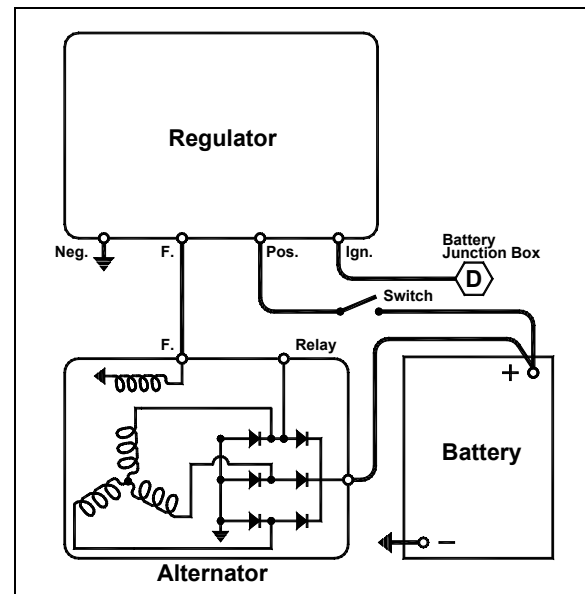 Regulator
Neg.
F.
Pos.
Ign.
Battery
Junction Box
D
Switch
F.
Relay
+
Battery
−
Alternator